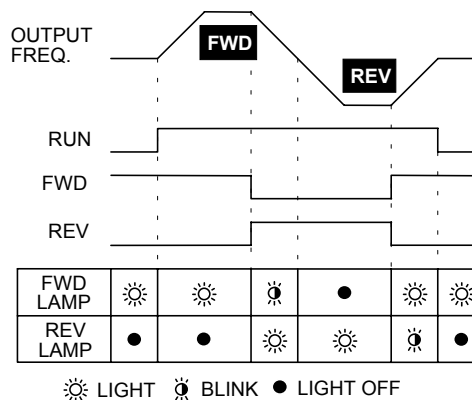 OUTPUT
FREQ.
FWD
REV
RUN
FWD
REV
FWD
LAMP
REV
LAMP
LIGHT BLINK LIGHT OFF